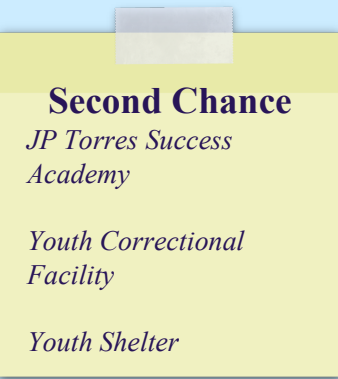 Second Chance
JP Torres Success
Academy
Youth Correctional
Facility
Youth Shelter